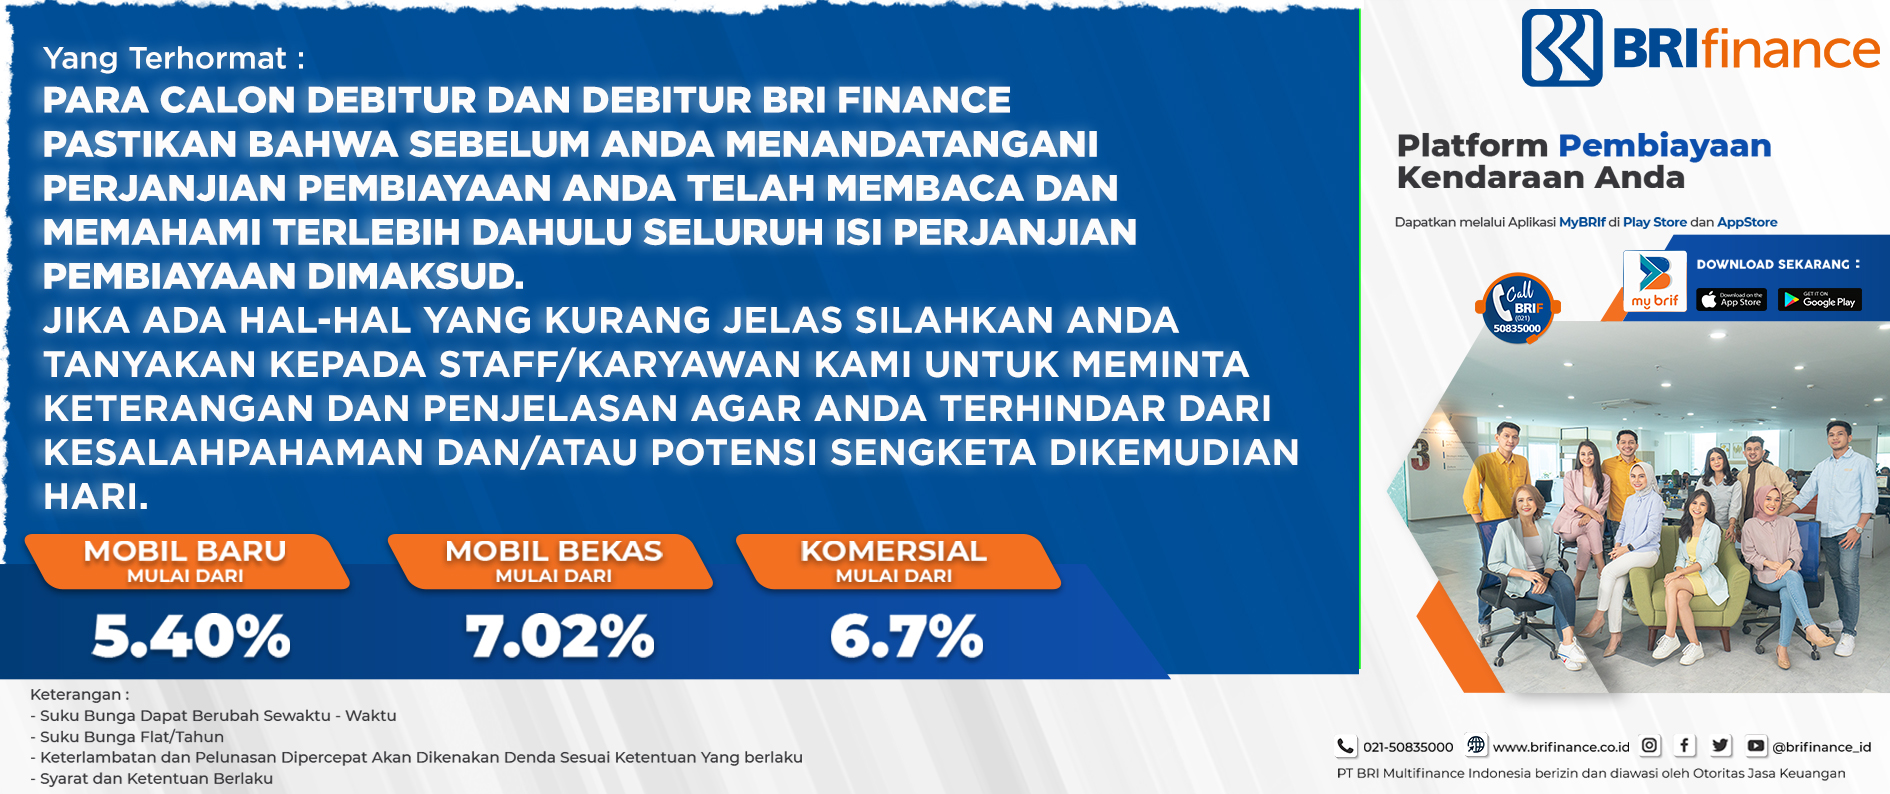 Yang Terhormat :
PARA CALON DEBITUR DAN DEBITUR BRI FINANCE
PASTIKAN BAHWA SEBELUM ANDA MENANDATANGANI
PERJANJIAN PEMBIAYAAN ANDA TELAH MEMBACA DAN
MEMAHAMI TERLEBIH DAHULU SELURUH ISI PERJANJIAN
PEMBIAYAAN DIMAKSUD.
JIKA ADA HAL-HAL YANG KURANG JELAS SILAHKAN ANDA
TANYAKAN KEPADA STAFF/KARYAWAN KAMI UNTUK MEMINTA
KETERANGAN DAN PENJELASAN AGAR ANDA TERHINDAR DARI
KESALAHPAHAMAN DAN/ATAU POTENSI SENGKETA DIKEMUDIAN
HARI.
MOBIL BARU
MULAI DARI
5.40%
MOBIL BEKAS
MULAI DARI
7.02%
KOMERSIAL
MULAI DARI
6.7%
Keterangan :
- Suku Bunga Dapat Berubah Sewaktu - Waktu
- Suku Bunga Flat/Tahun
- Keterlambatan dan Pelunasan Dipercepat Akan Dikenakan Denda Sesuai Ketentuan Yang berlaku
- Syarat dan Ketentuan Berlaku
BRIfinance
Platform Pembiayaan
Kendaraan Anda
Dapatkan melalui Aplikasi MyBRIf di Play Store dan AppStore
my brif
DOWNLOAD SEKARANG :
Download on the
App Store
GET IT ON
Google Play
Call
BRIF
(021)
50835000
3
021-50835000 www.brifinance.co.id @brifinance_id
PT BRI Multifinance Indonesia berizin dan diawasi oleh Otoritas Jasa Keuangan